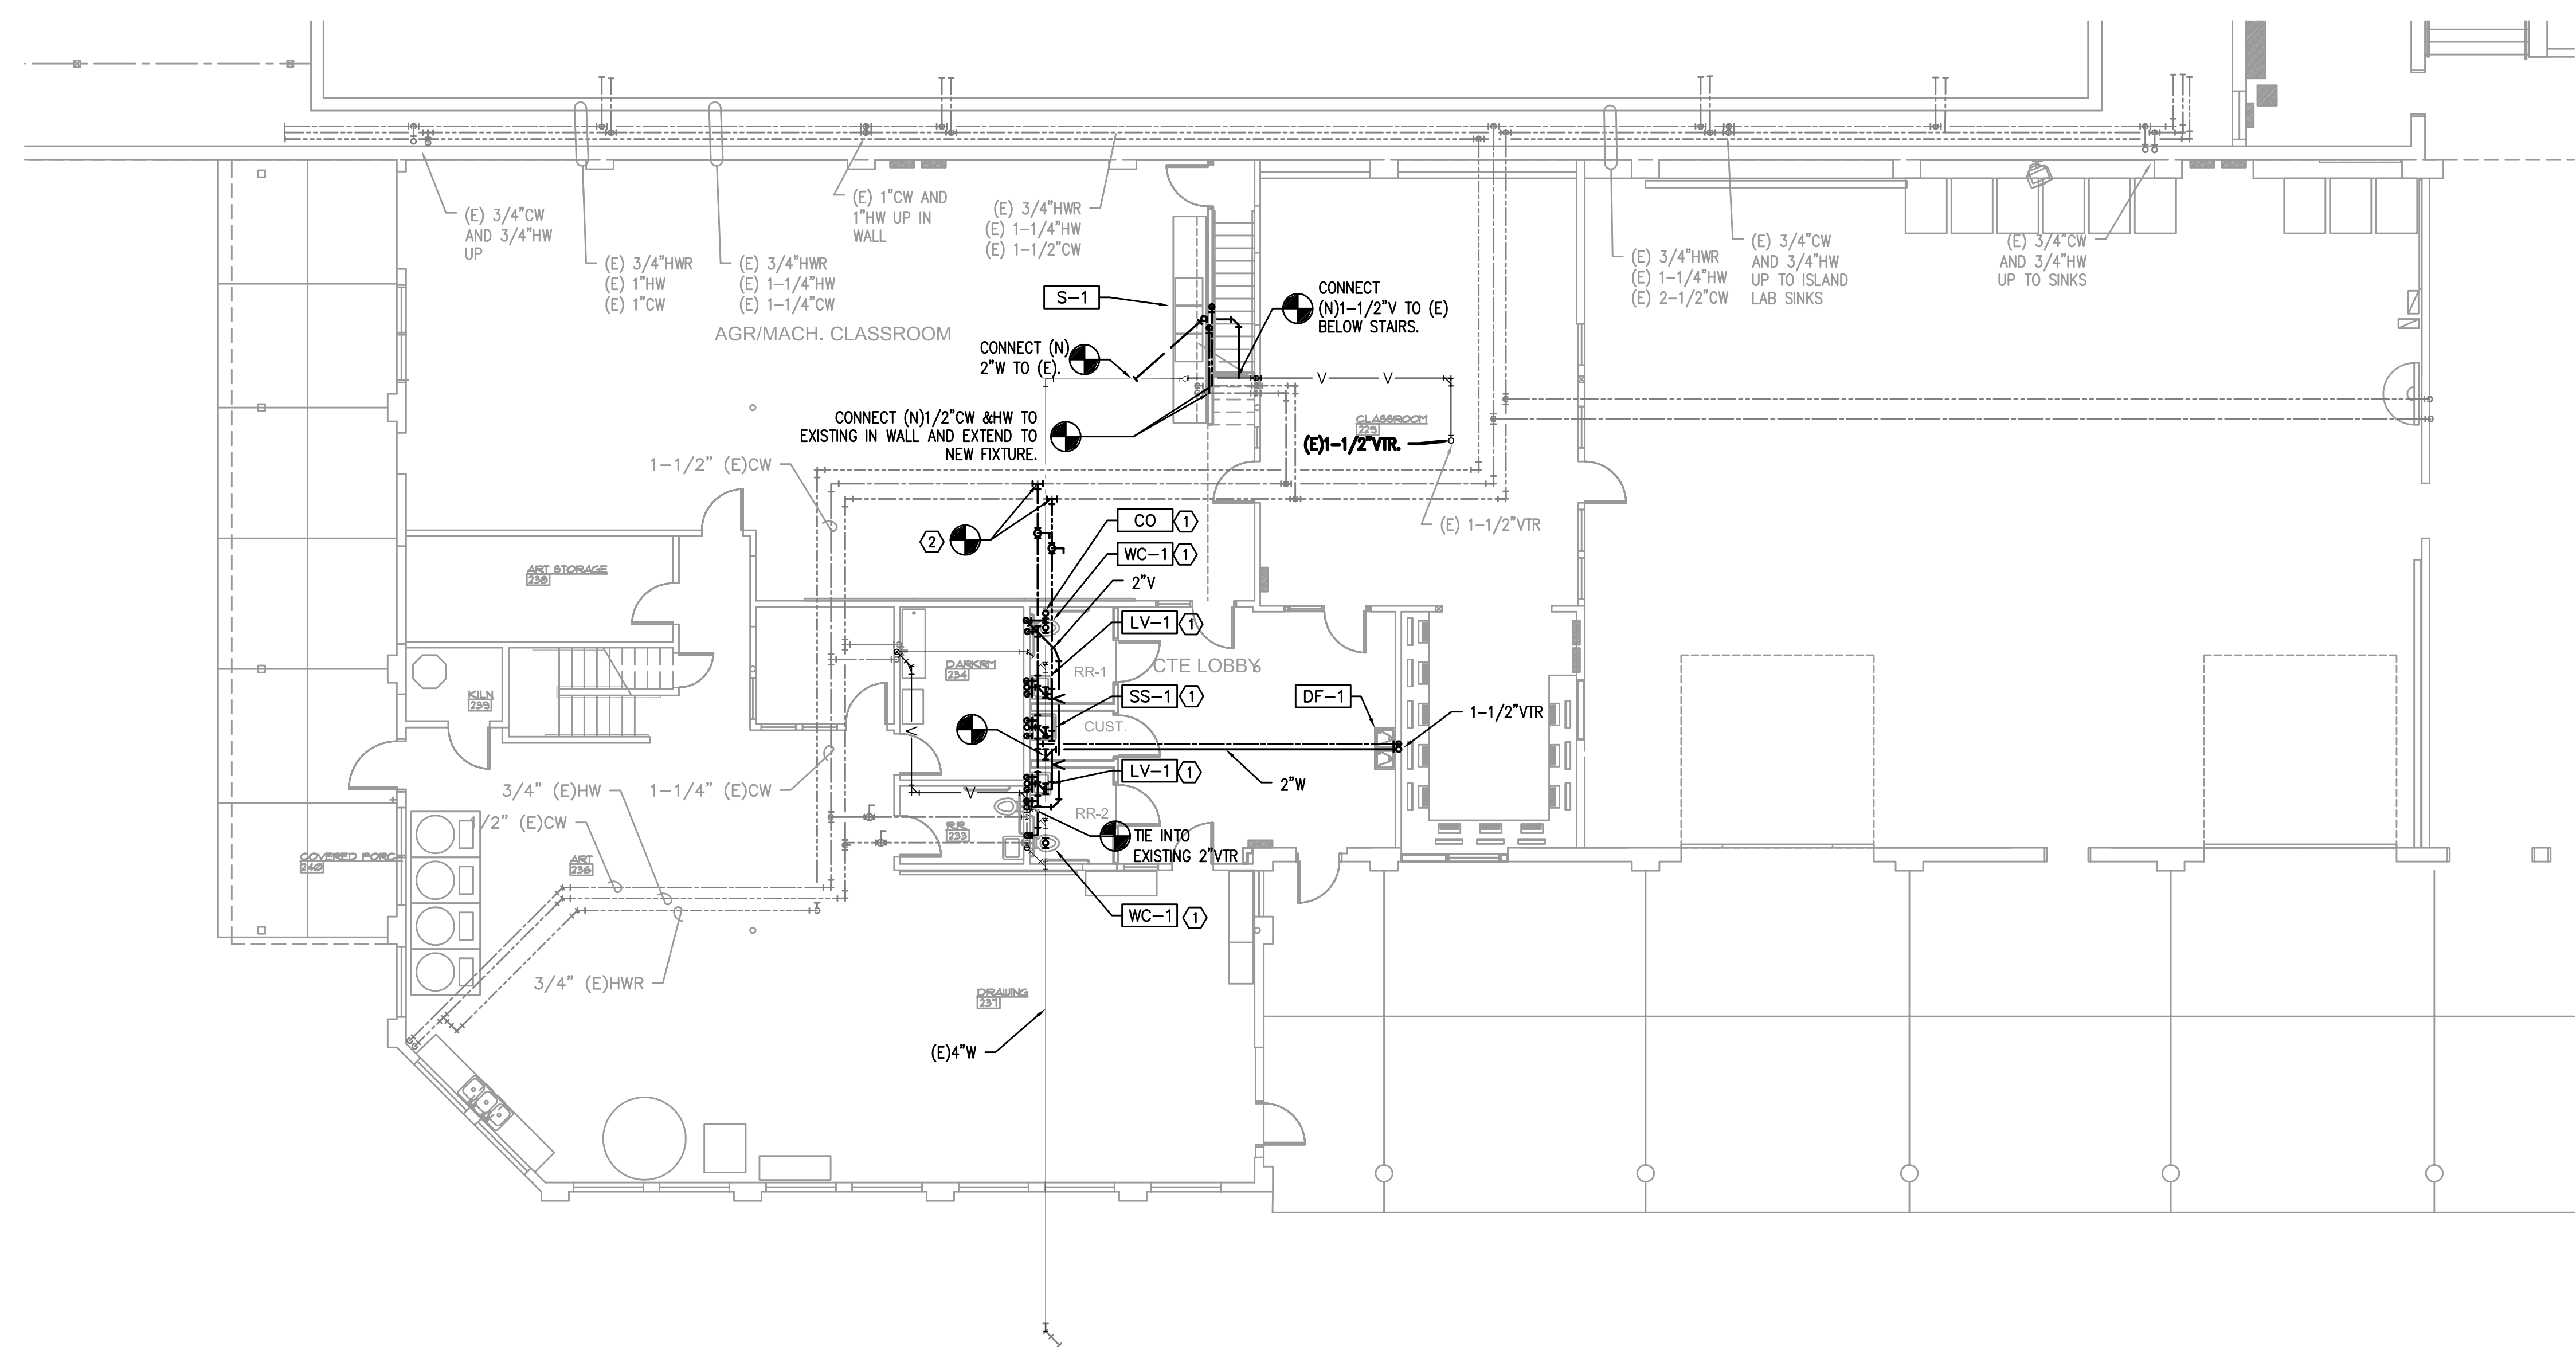 (E) 3/4"CW
AND 3/4"HW
UP
(E) 3/4"HWR
(E) 1"HW
(E) 1"CW
(E) 3/4"HWR
(E) 1-1/4"HW
(E) 1-1/4"CW
(E) 1"CW AND
1"HW UP IN
WALL
(E) 3/4"HWR
(E) 1-1/4"HW
(E) 1-1/2"CW
(E) 3/4"HWR
(E) 1-1/4"HW
(E) 2-1/2"CW
(E) 3/4"CW
AND 3/4"HW
UP TO ISLAND
LAB SINKS
(E) 3/4"CW
AND 3/4"HW
UP TO SINKS
S-1
CONNECT
(N)1-1/2"V TO (E)
BELOW STAIRS.
AGR/MACH. CLASSROOM
CONNECT (N)
2"W TO (E).
V V
CONNECT (N)1/2"CW &HW TO
EXISTING IN WALL AND EXTEND TO
NEW FIXTURE.
CLASSROOM
229
(E)1-1/2"VTR.
1-1/2" (E)CW
(E) 1-1/2"VTR
2
CO 1
WC-1 1
2"V
ART STORAGE
238
LV-1 1
DARKRM
234
RR-1
CTE LOBBY
KILN
239
SS-1 1
DF-1
1-1/2"VTR
V
CUST.
V
V
LV-1 1
2"W
3/4" (E)HW
1-1/4" (E)CW
V
1/2" (E)CW
RR-2
RR
233
TIE INTO
EXISTING 2"VTR
COVERED PORC
240
ART
236
WC-1 1
3/4" (E)HWR
DRAWING
237
(E)4"W